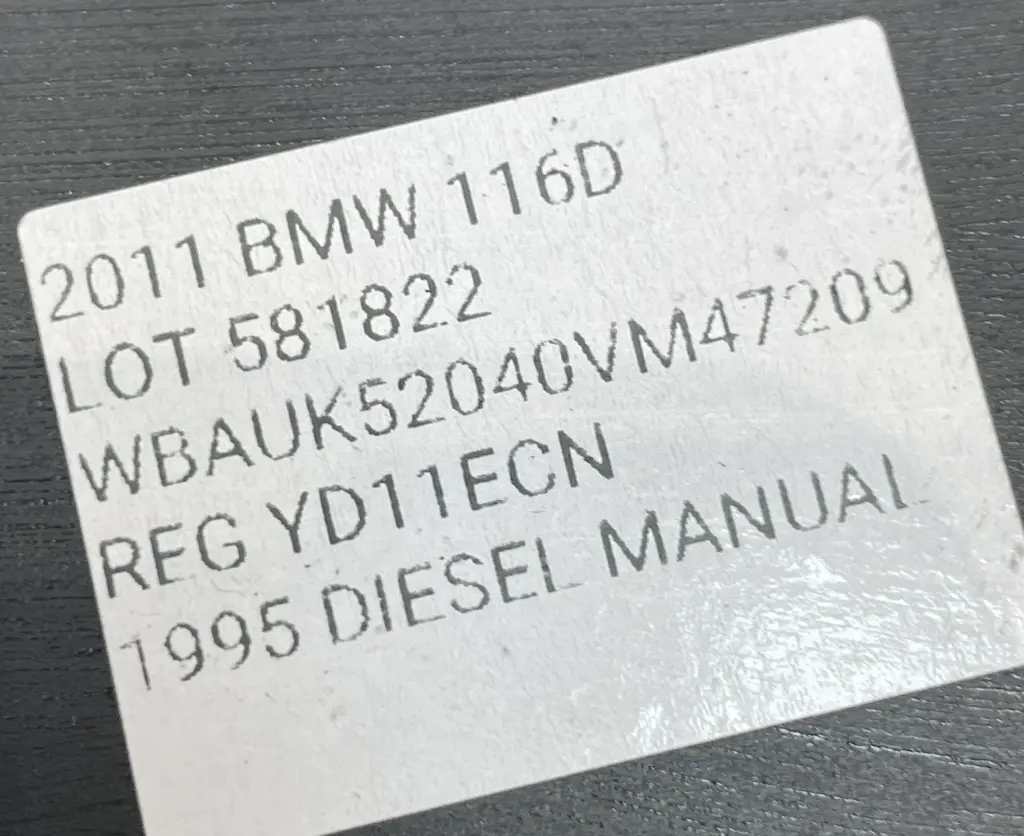 2011 BMW 116D
LOT 581822
WBAUK52040VM47209
REG YD11ECN
1995 DIESEL MANUAL